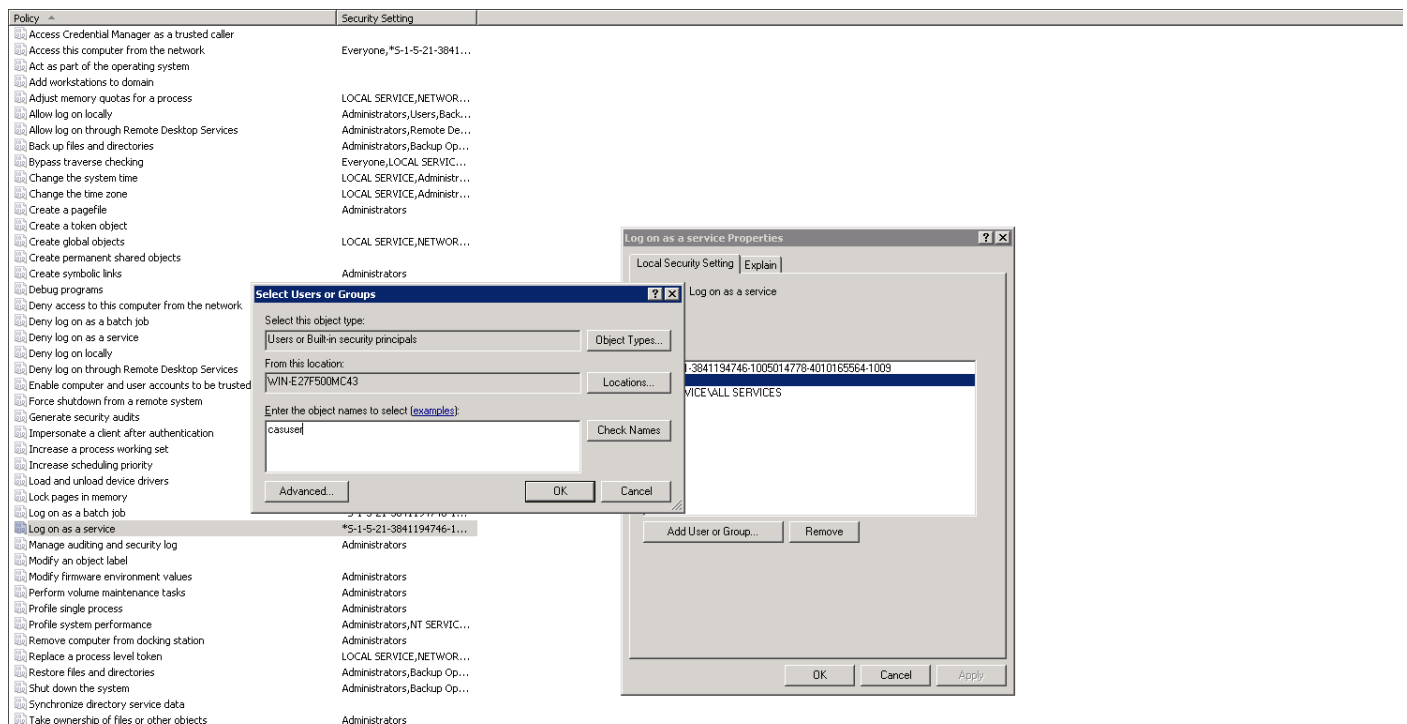 Policy Security Setting
Access Credential Manager as a trusted caller
Access this computer from the network Everyone,*S-1-5-21-3841...
Act as part of the operating system
Add workstations to domain
Adjust memory quotas for a process LOCAL SERVICE,NETWOR...
Allow log on locally Administrators,Users,Back...
Allow log on through Remote Desktop Services Administrators,Remote De...
Back up files and directories Administrators,Backup Op...
Bypass traverse checking Everyone,LOCAL SERVIC...
Change the system time LOCAL SERVICE,Administr...
Change the time zone LOCAL SERVICE,Administr...
Create a pagefile Administrators
Create a token object
Create global objects LOCAL SERVICE,NETWOR...
Create permanent shared objects
Create symbolic links Administrators
Debug programs
Deny access to this computer from the network
Deny log on as a batch job
Deny log on as a service
Deny log on locally
Deny log on through Remote Desktop Services
Enable computer and user accounts to be trusted
Force shutdown from a remote system
Generate security audits
Impersonate a client after authentication
Increase a process working set
Increase scheduling priority
Load and unload device drivers
Lock pages in memory
Log on as a batch job
Log on as a service *S-1-5-21-3841194746-1...
Manage auditing and security log Administrators
Modify an object label
Modify firmware environment values Administrators
Perform volume maintenance tasks Administrators
Profile single process Administrators
Profile system performance Administrators,NT SERVIC...
Remove computer from docking station Administrators
Replace a process level token LOCAL SERVICE,NETWOR...
Restore files and directories Administrators,Backup Op...
Shut down the system Administrators,Backup Op...
Synchronize directory service data
Take ownership of files or other objects Administrators
Select Users or Groups
Select this object type:
Users or Built-in security principals Object Types...
From this location:
WIN-E27F500MC43 Locations...
Enter the object names to select (examples):
casuser Check Names
Advanced... OK Cancel
Log on as a service Properties
Local Security Setting Explain
Log on as a service
1-3841194746-1005014778-4010165564-1009
VICE\ALL SERVICES
Add User or Group... Remove
OK Cancel Apply